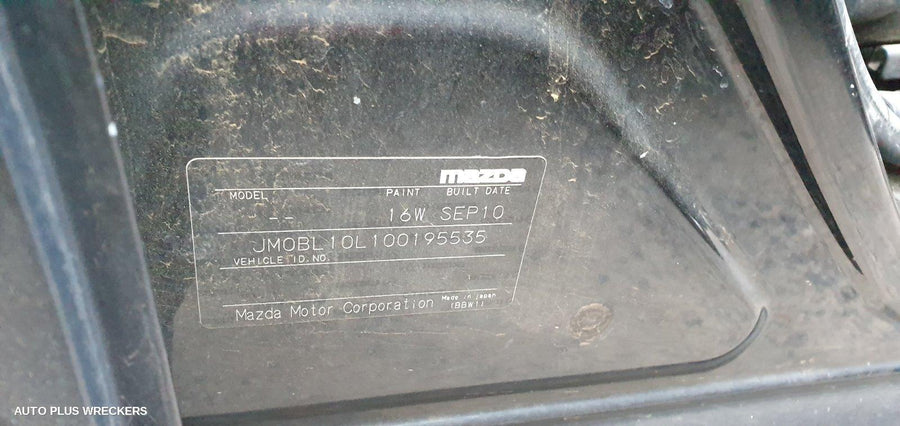 mazda
MODEL PAINT BUILT DATE
--- 16W SEP10
JM0BL10L100195535
VEHICLE ID.NO.
Mazda Motor Corporation Made in Japan
(BBW1)
AUTO PLUS WRECKERS